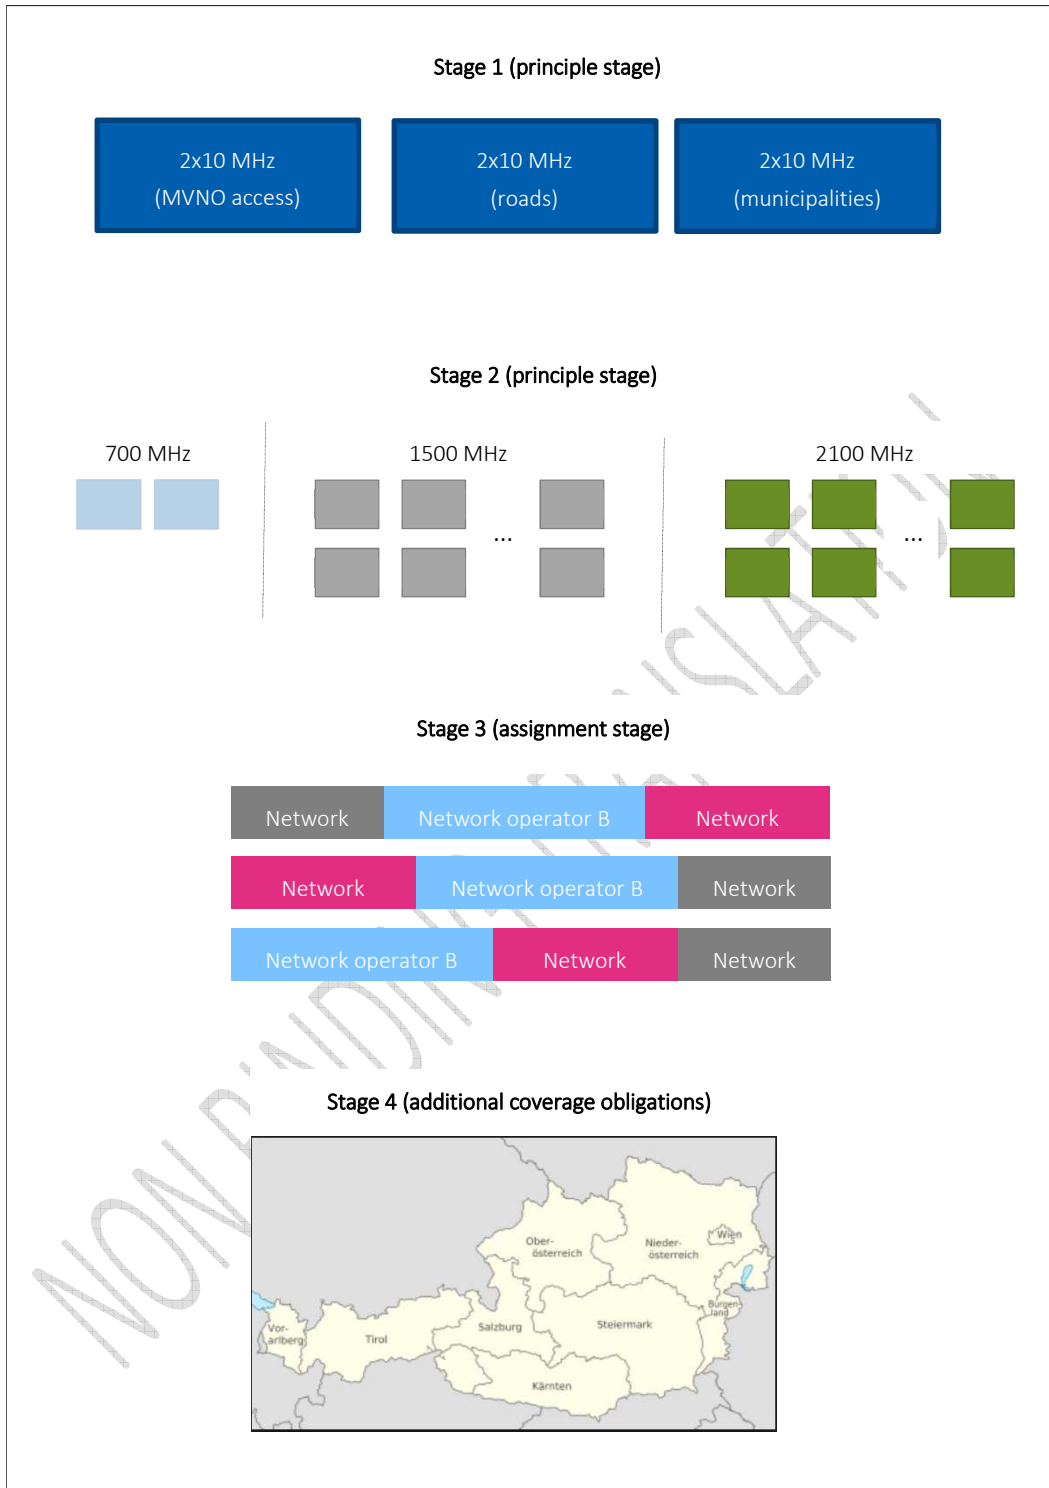 Stage 1 (principle stage)
2x10 MHz
(MVNO access)
2x10 MHz
(roads)
2x10 MHz
(municipalities)
Stage 2 (principle stage)
700 MHz
1500 MHz
2100 MHz
...
...
Stage 3 (assignment stage)
Network
Network operator B
Network
Network
Network operator B
Network
Network operator B
Network
Network
Stage 4 (additional coverage obligations)
Ober-
österreich
Nieder-
österreich
Wien
Burgen-
land
Vor-
arlberg
Tirol
Salzburg
Steiermark
Kärnten